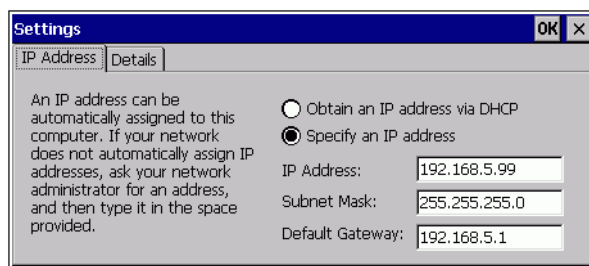 Settings OK ×
IP Address Details
An IP address can be
automatically assigned to this
computer. If your network
does not automatically assign IP
addresses, ask your network
administrator for an address,
and then type it in the space
provided.
Obtain an IP address via DHCP
Specify an IP address
IP Address: 192.168.5.99
Subnet Mask: 255.255.255.0
Default Gateway: 192.168.5.1